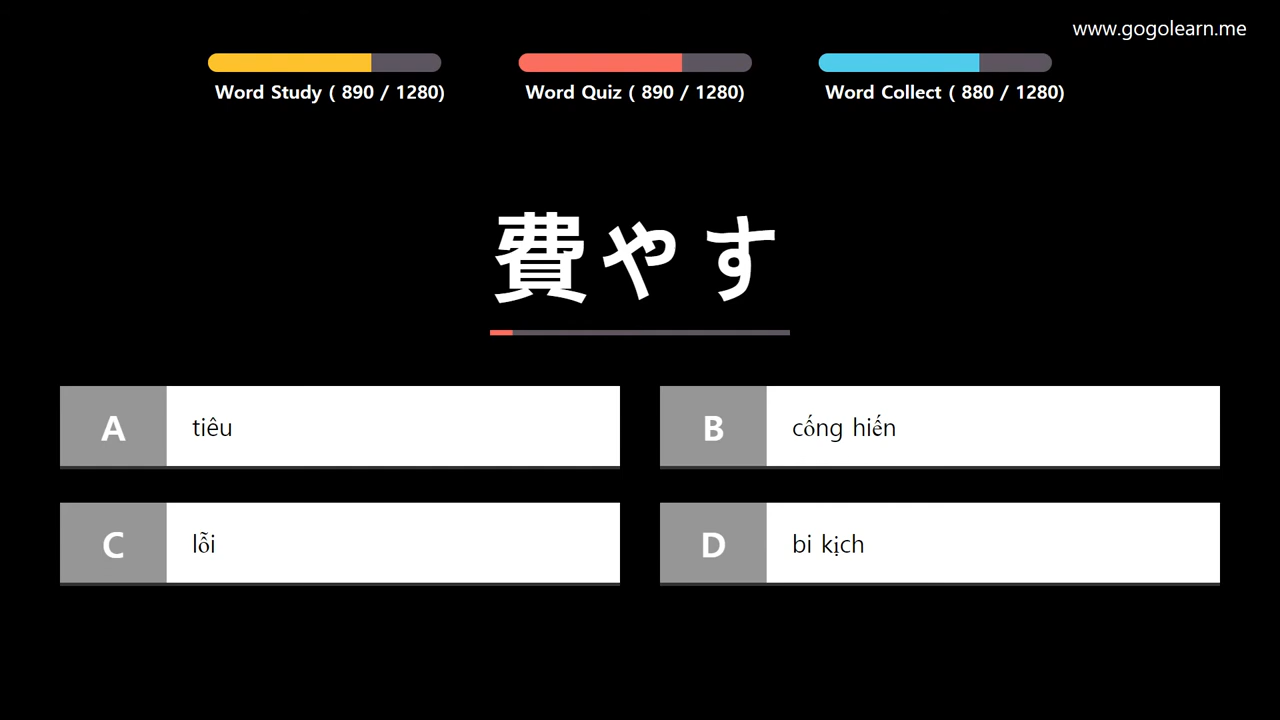 www.gogolearn.me
Word Study ( 890 / 1280)
Word Quiz ( 890 / 1280)
Word Collect ( 880 / 1280)
費やす
A tiêu
B cống hiến
C lỗi
D bi kịch